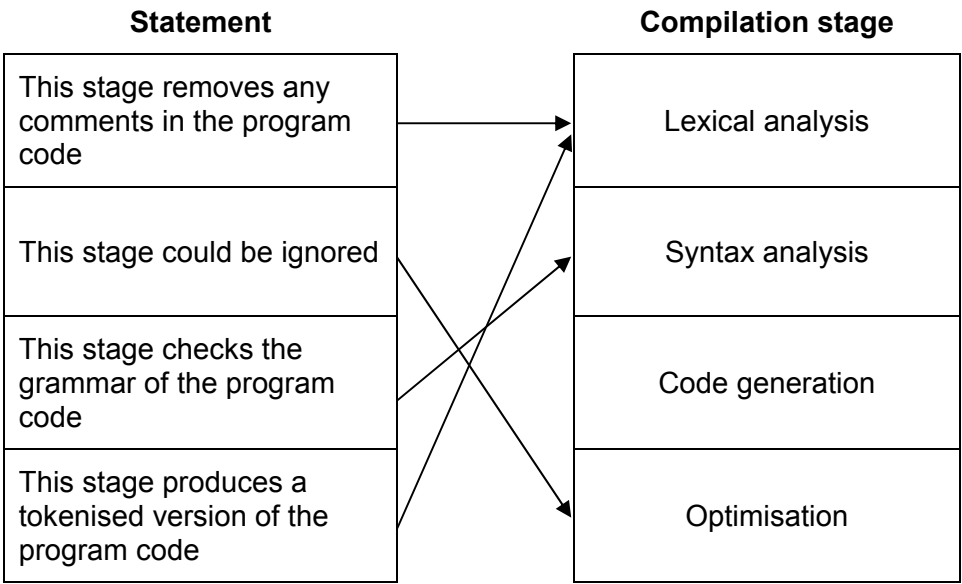 Statement
Compilation stage
This stage removes any
comments in the program
code
Lexical analysis
This stage could be ignored
Syntax analysis
This stage checks the
grammar of the program
code
Code generation
This stage produces a
tokenised version of the
program code
Optimisation